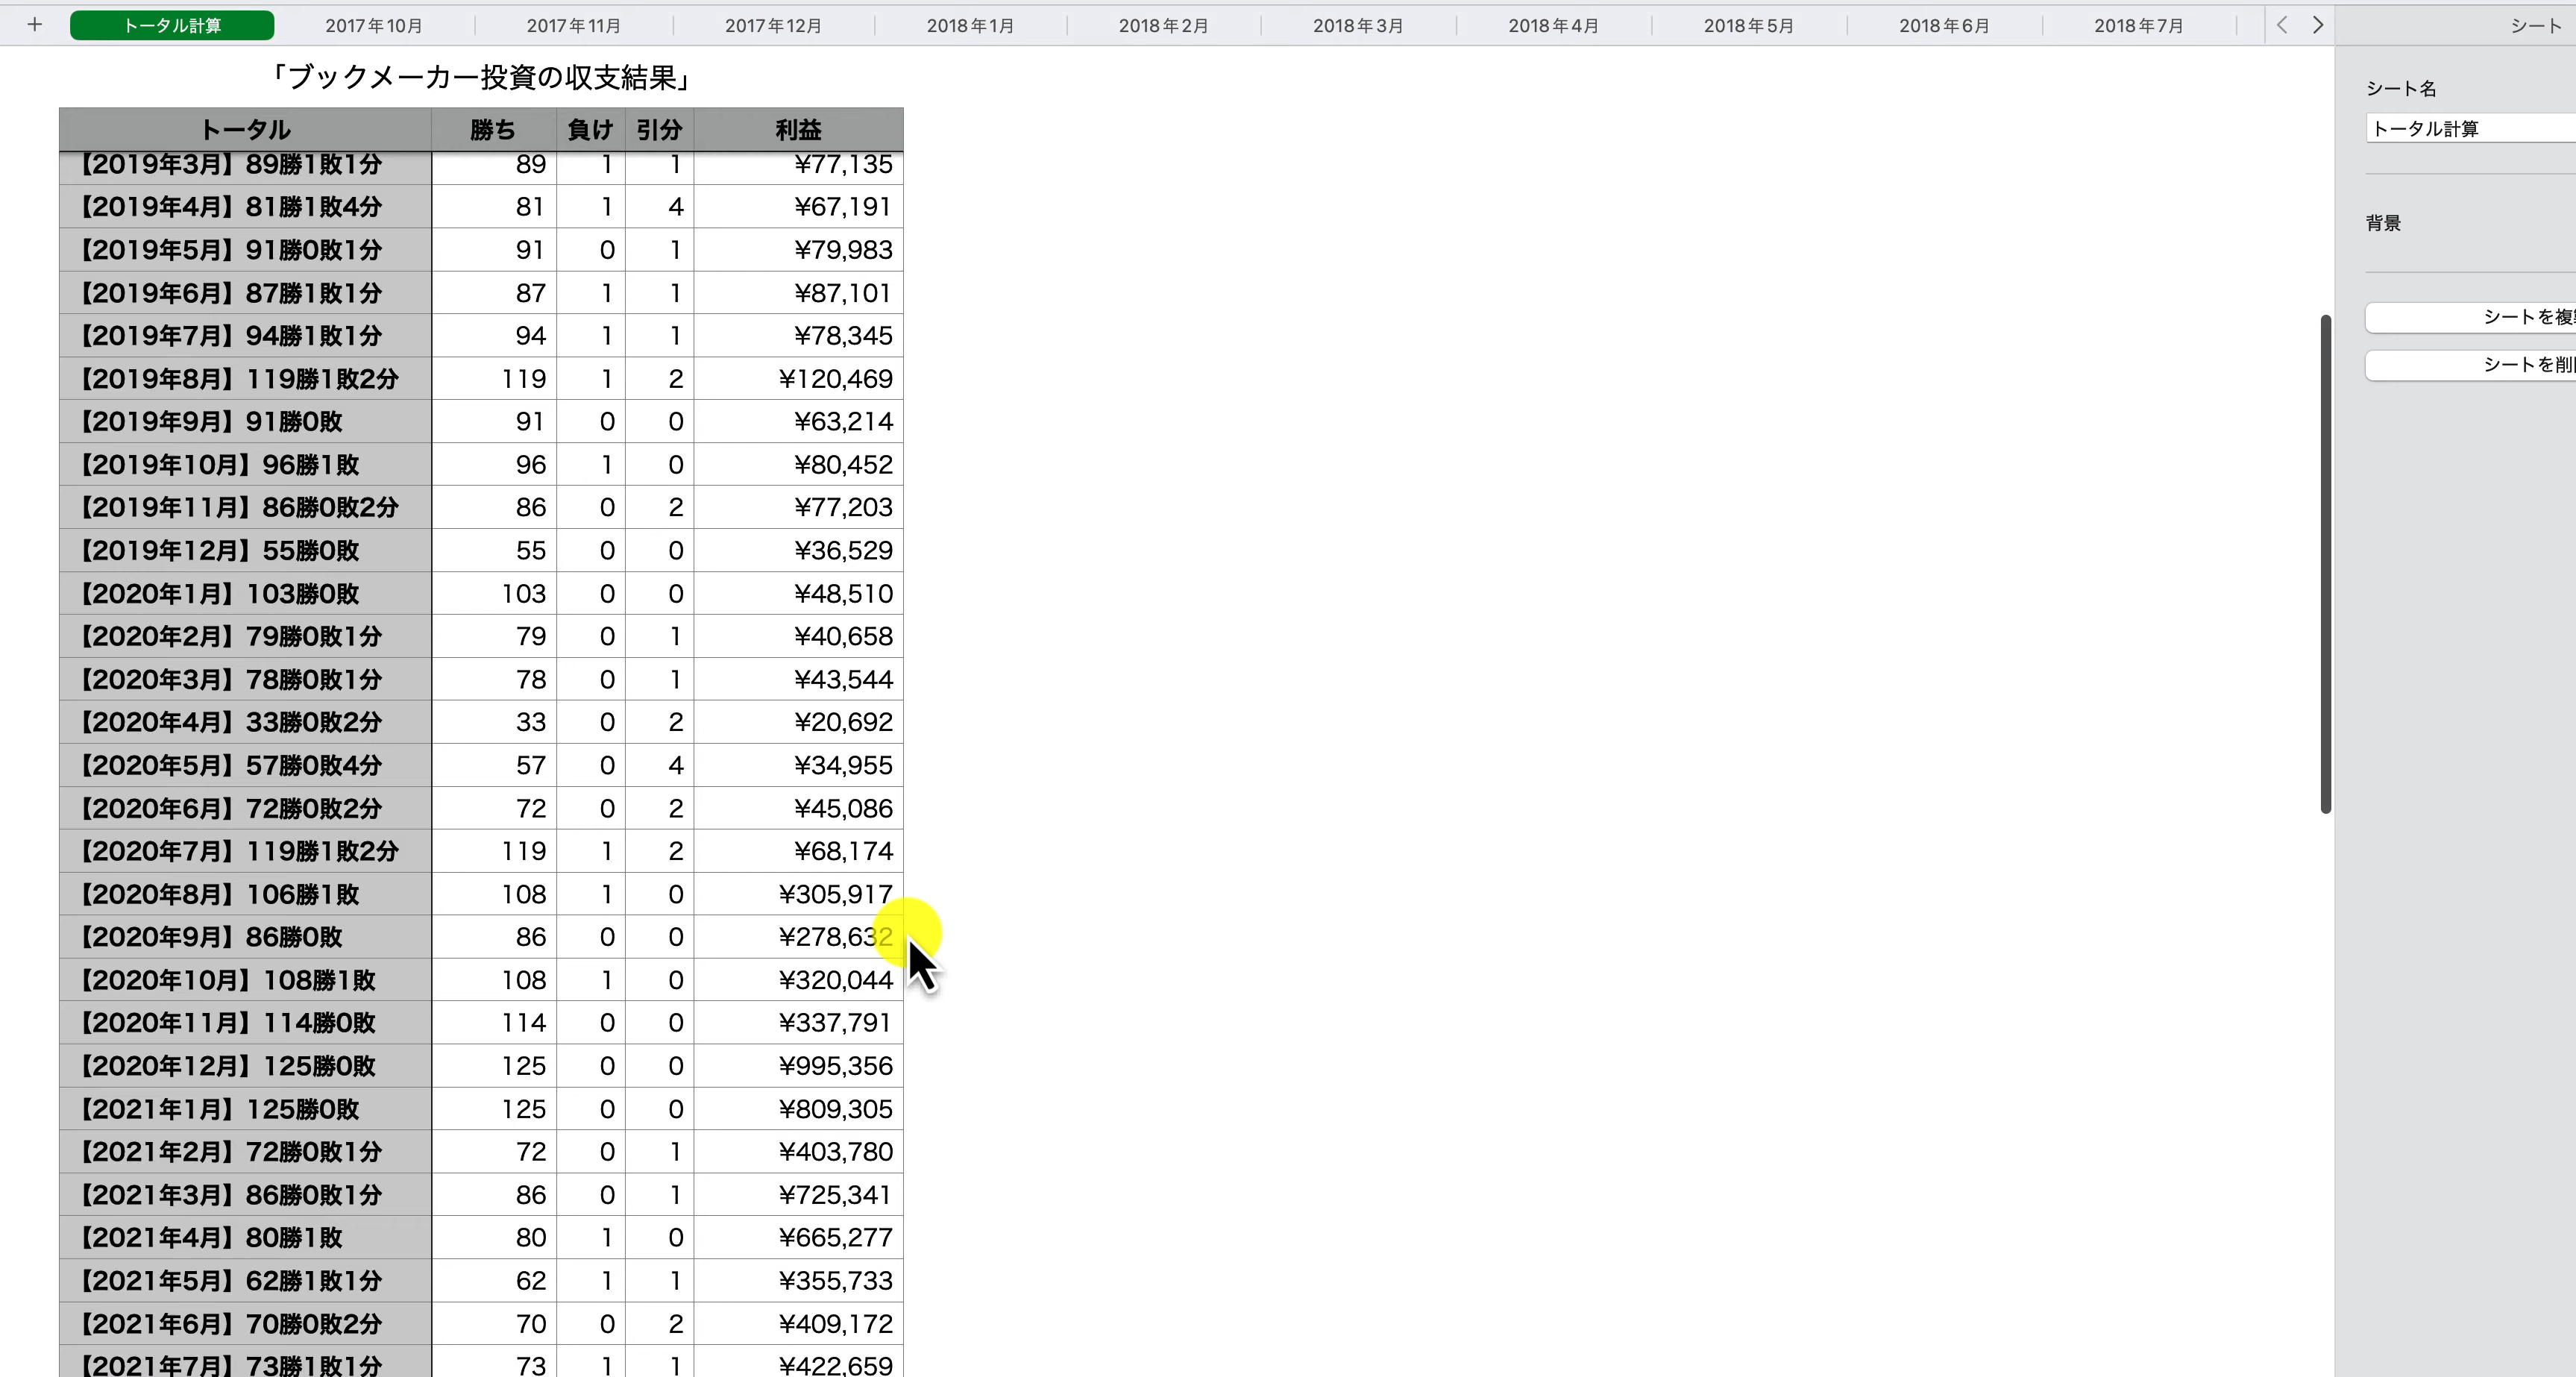 トータル計算 2017年10月 2017年11月 2017年12月 2018年1月 2018年2月 2018年3月 2018年4月 2018年5月 2018年6月 2018年7月 シート
「ブックメーカー投資の収支結果」
トータル 勝ち 負け 引分 利益
【2019年3月】89勝1敗1分 89 1 1 ¥77,135
【2019年4月】81勝1敗4分 81 1 4 ¥67,191
【2019年5月】91勝0敗1分 91 0 1 ¥79,983
【2019年6月】87勝1敗1分 87 1 1 ¥87,101
【2019年7月】94勝1敗1分 94 1 1 ¥78,345
【2019年8月】119勝1敗2分 119 1 2 ¥120,469
【2019年9月】91勝0敗 91 0 0 ¥63,214
【2019年10月】96勝1敗 96 1 0 ¥80,452
【2019年11月】86勝0敗2分 86 0 2 ¥77,203
【2019年12月】55勝0敗 55 0 0 ¥36,529
【2020年1月】103勝0敗 103 0 0 ¥48,510
【2020年2月】79勝0敗1分 79 0 1 ¥40,658
【2020年3月】78勝0敗1分 78 0 1 ¥43,544
【2020年4月】33勝0敗2分 33 0 2 ¥20,692
【2020年5月】57勝0敗4分 57 0 4 ¥34,955
【2020年6月】72勝0敗2分 72 0 2 ¥45,086
【2020年7月】119勝1敗2分 119 1 2 ¥68,174
【2020年8月】106勝1敗 108 1 0 ¥305,917
【2020年9月】86勝0敗 86 0 0 ¥278,632
【2020年10月】108勝1敗 108 1 0 ¥320,044
【2020年11月】114勝0敗 114 0 0 ¥337,791
【2020年12月】125勝0敗 125 0 0 ¥995,356
【2021年1月】125勝0敗 125 0 0 ¥809,305
【2021年2月】72勝0敗1分 72 0 1 ¥403,780
【2021年3月】86勝0敗1分 86 0 1 ¥725,341
【2021年4月】80勝1敗 80 1 0 ¥665,277
【2021年5月】62勝1敗1分 62 1 1 ¥355,733
【2021年6月】70勝0敗2分 70 0 2 ¥409,172
【2021年7月】73勝1敗1分 73 1 1 ¥422,659
シート名
トータル計算
背景
シートを複
シートを削